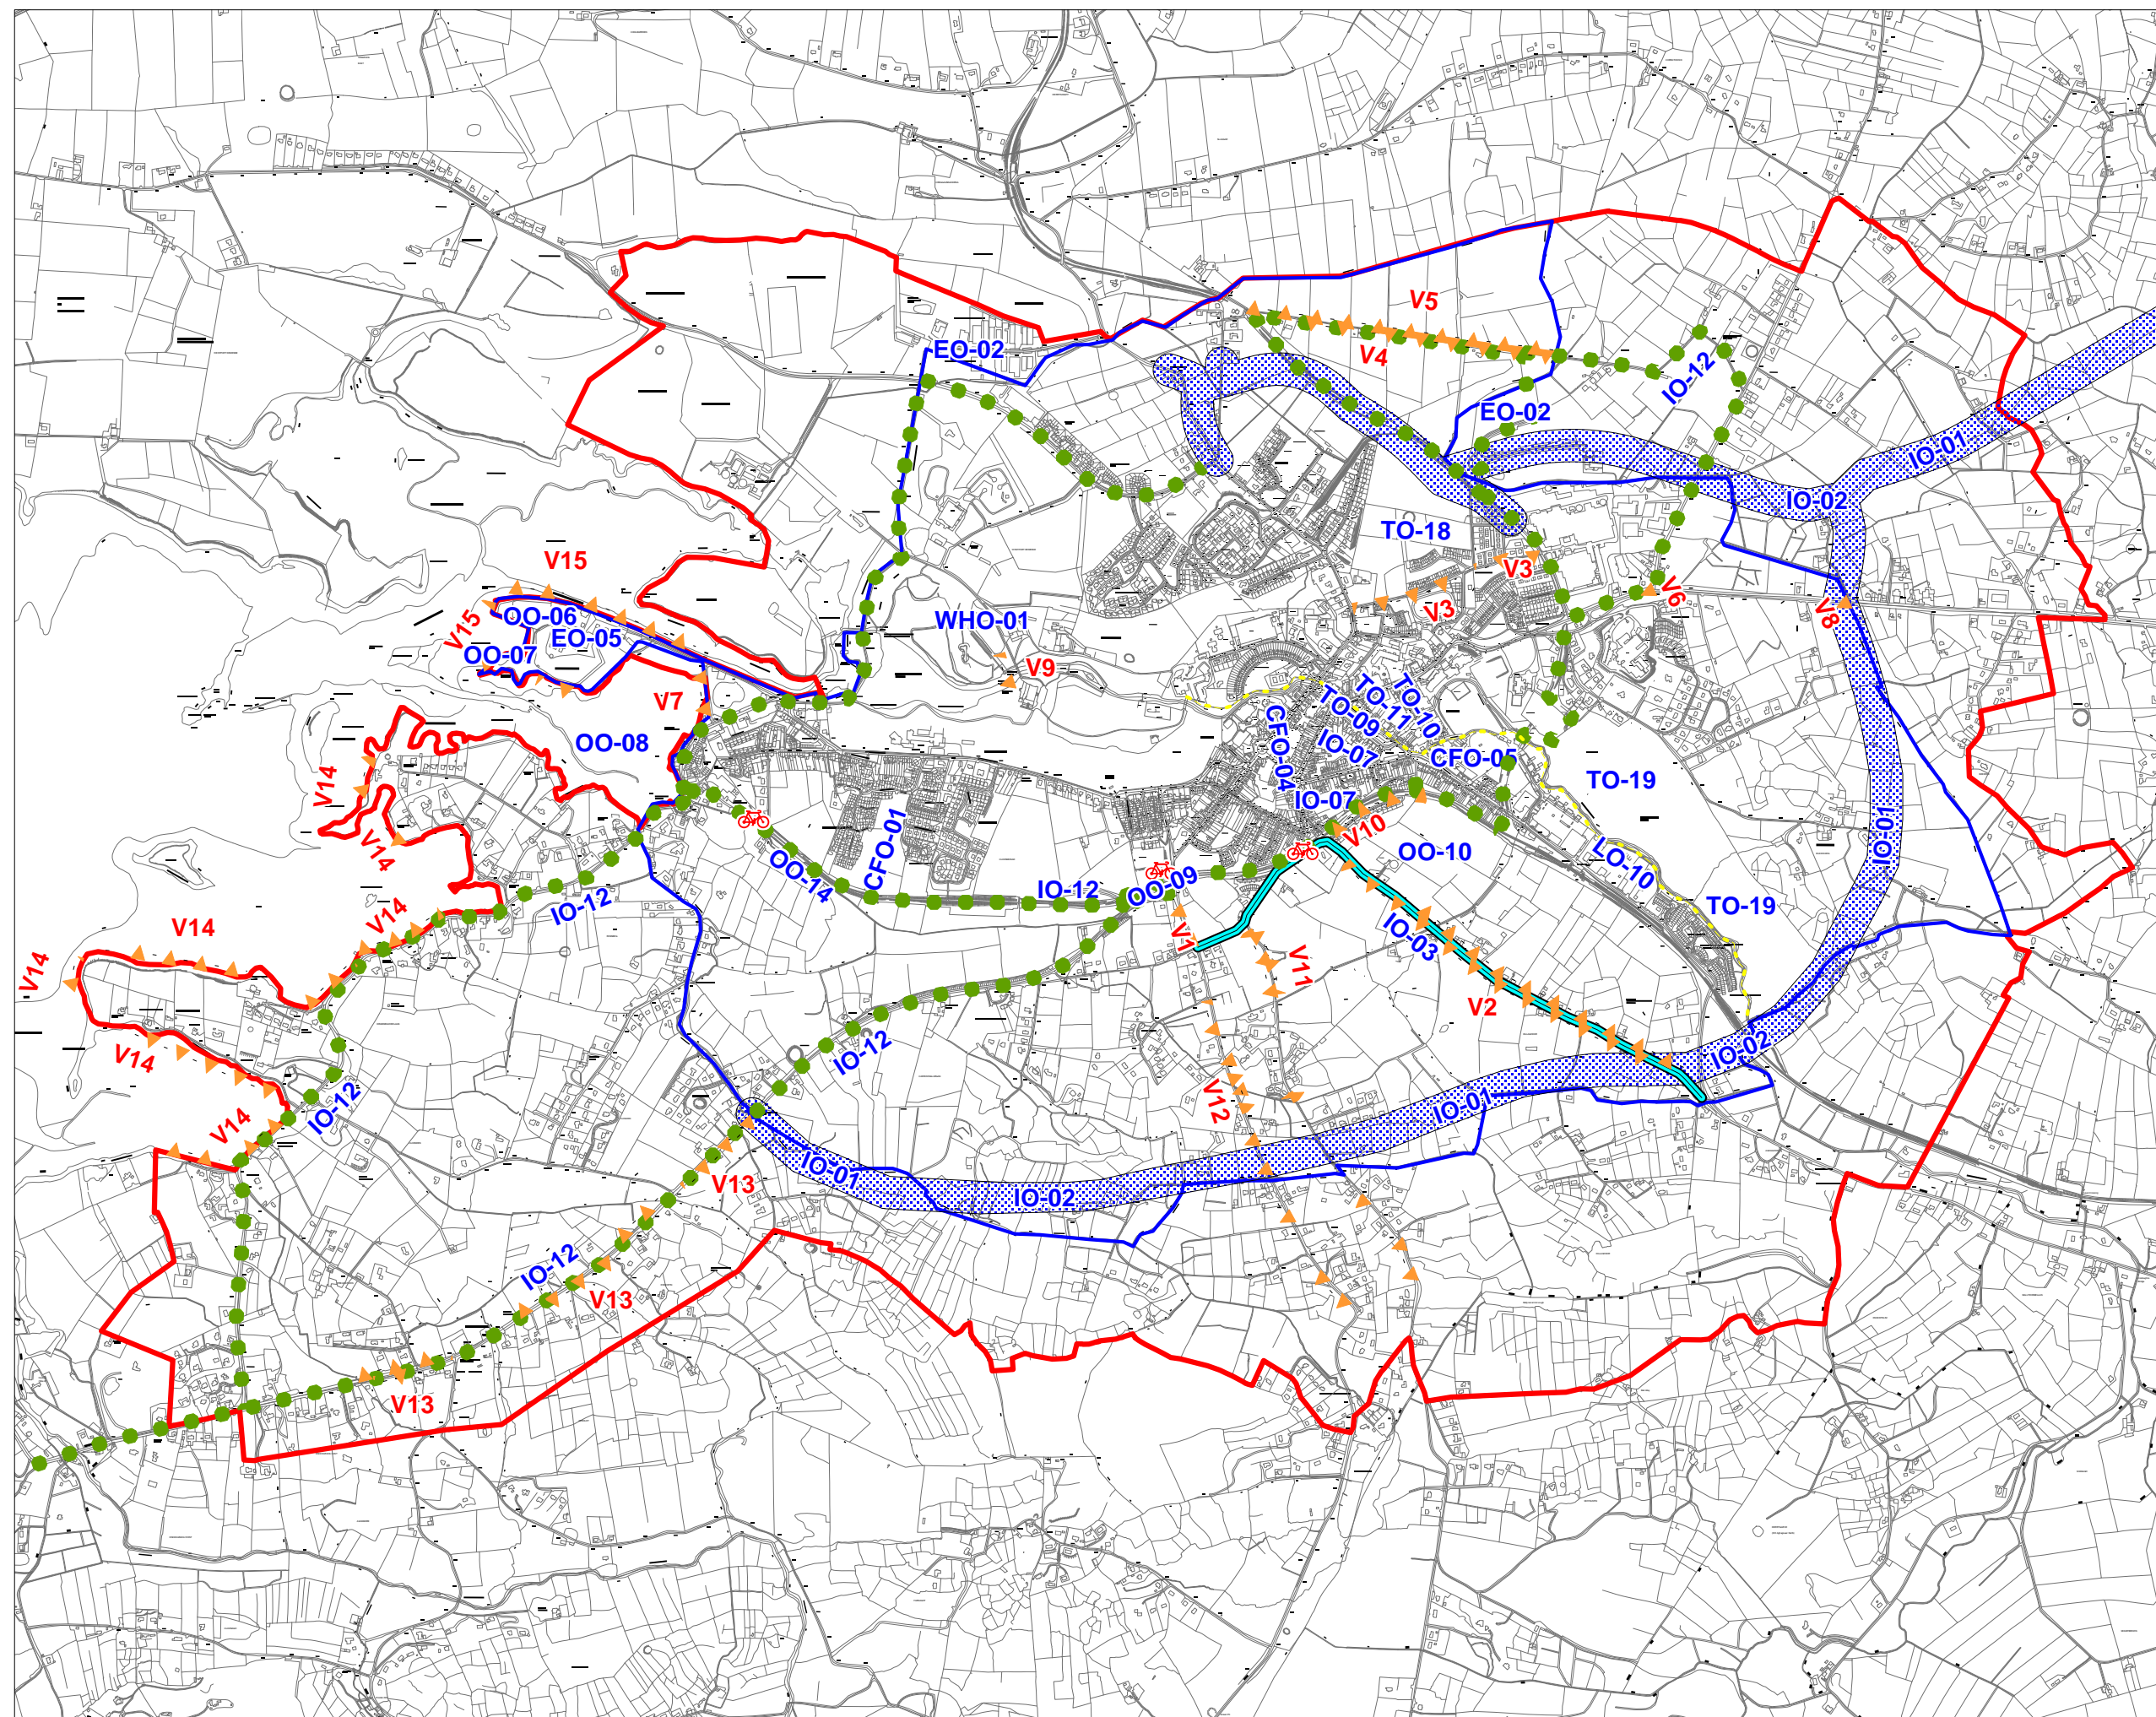 V5
V4
EO-02
IO-12
EO-02
IO-01
IO-02
TO-18
V15
V3
V3
V6
V8
OO-06
V15
EO-05
OO-07
WHO-01
V9
V7
TO-10
TO-11
TO-09
IO-07
CFO-04
OO-08
CFO-05
TO-19
V14
IO-07
V10
V14
CFO-01
OO-10
IO-01
LO-10
OO-14
IO-12
OO-09
IO-12
TO-19
V14
V14
V1
IO-03
V14
V11
V2
IO-12
IO-02
V14
IO-12
V12
IO-01
V14
IO-01
V13
IO-02
IO-12
V13
V13